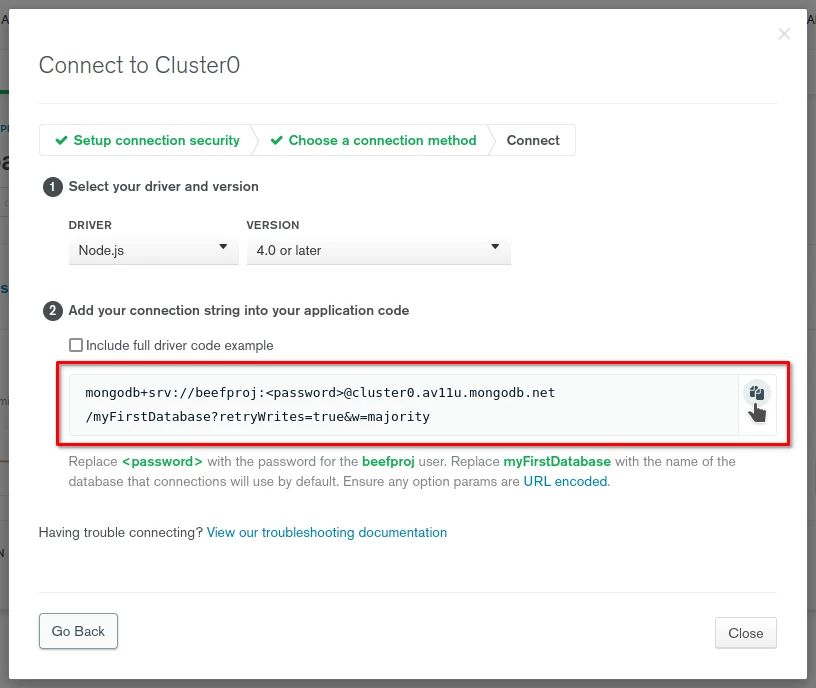 Connect to Cluster0
Setup connection security
Choose a connection method
Connect
1 Select your driver and version
DRIVER
VERSION
Node.js
4.0 or later
2 Add your connection string into your application code
Include full driver code example
mongodb+srv://beefproj:<password>@cluster0.av11u.mongodb.net
/myFirstDatabase?retryWrites=true&w=majority
Replace <password> with the password for the beefproj user. Replace myFirstDatabase with the name of the
database that connections will use by default. Ensure any option params are URL encoded.
Having trouble connecting? View our troubleshooting documentation
Go Back
Close